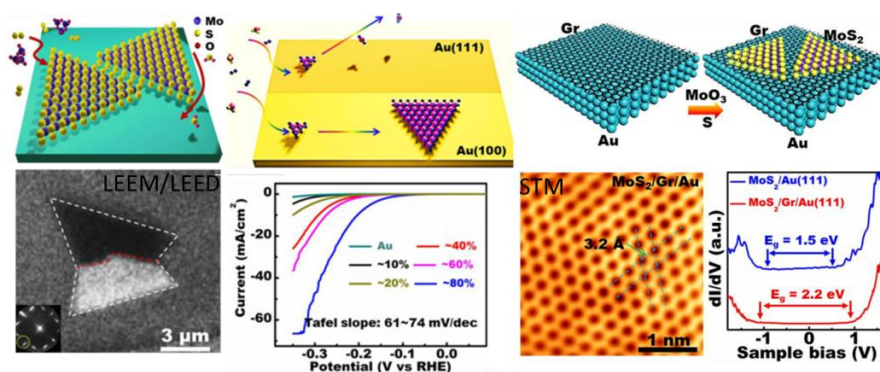 Mo
S
O
Au(111)
Au(100)
Gr
Gr
MoS2
MoO3
S
Au
Au
LEEM/LEED
3 μm
0
-20
-40
-60
Current (mA/cm2)
Au
~10%
~20%
~40%
~60%
~80%
Tafel slope: 61~74 mV/dec
-0.3
-0.2
-0.1
0.0
Potential (V vs RHE)
STM
MoS2/Gr/Au
3.2 Å
1 nm
MoS2/Au(111)
MoS2/Gr/Au(111)
Eg = 1.5 eV
Eg = 2.2 eV
dI/dV (a.u.)
-1
0
1
Sample bias (V)